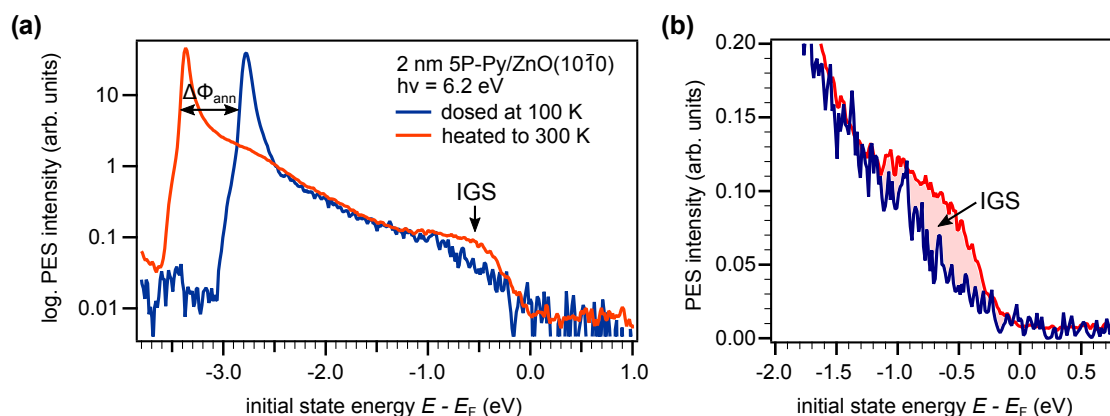 (a)
2 nm 5P-Py/ZnO(101̄0)
hν = 6.2 eV
dosed at 100 K
heated to 300 K
ΔΦann
IGS
log. PES intensity (arb. units)
10
1
0.1
0.01
-3.0
-2.0
-1.0
0.0
1.0
initial state energy E - EF (eV)
(b)
PES intensity (arb. units)
0.20
0.15
0.10
0.05
0.00
IGS
-2.0
-1.5
-1.0
-0.5
0.0
0.5
initial state energy E - EF (eV)